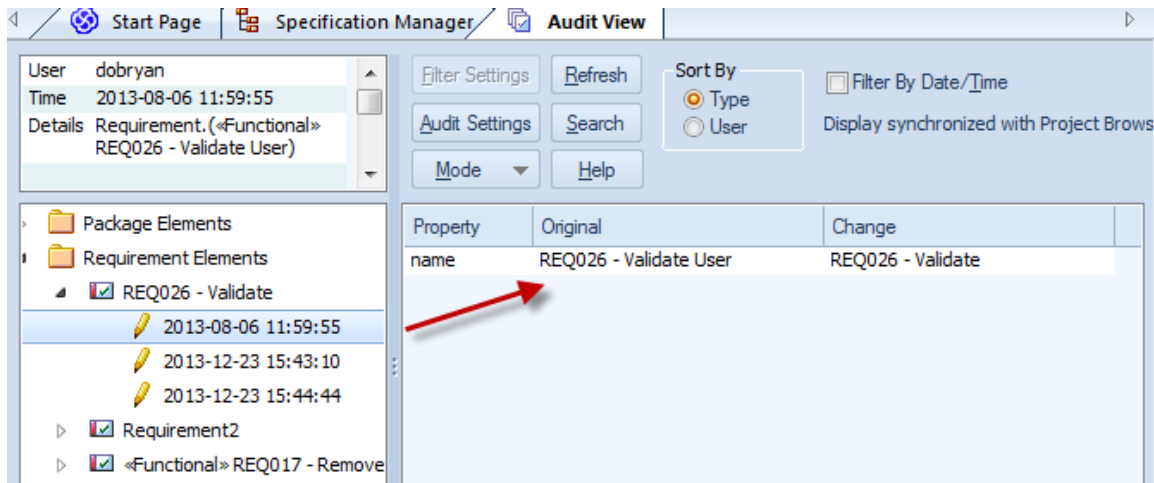 Start Page Specification Manager Audit View
User dobryan
Time 2013-08-06 11:59:55
Details Requirement.(«Functional»
REQ026 - Validate User)
Filter Settings Refresh
Audit Settings Search
Mode Help
Sort By
Type
User
Filter By Date/Time
Display synchronized with Project Brows
Package Elements
Requirement Elements
REQ026 - Validate
2013-08-06 11:59:55
2013-12-23 15:43:10
2013-12-23 15:44:44
Requirement2
«Functional» REQ017 - Remove
Property Original Change
name REQ026 - Validate User REQ026 - Validate